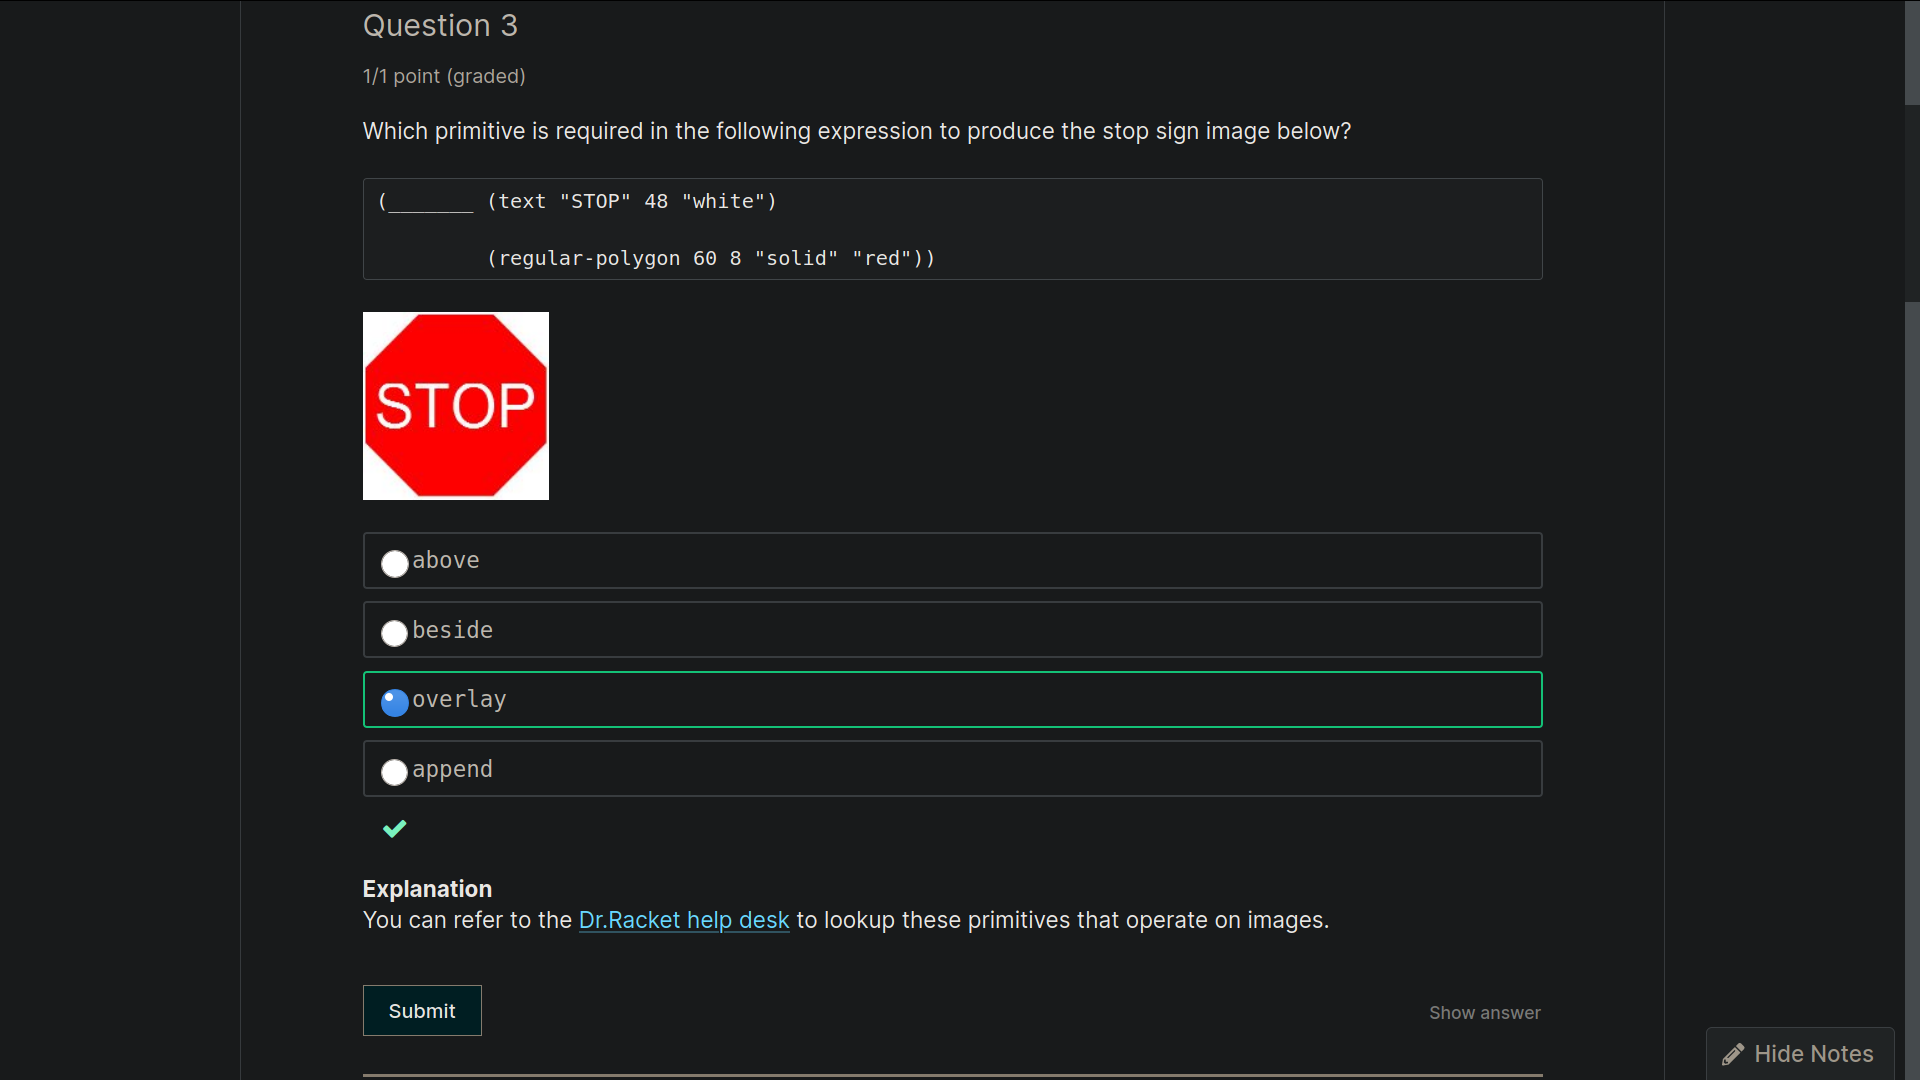 Question 3
1/1 point (graded)
Which primitive is required in the following expression to produce the stop sign image below?
(_______ (text "STOP" 48 "white")
(regular-polygon 60 8 "solid" "red"))
STOP
above
beside
overlay
append
Explanation
You can refer to the Dr.Racket help desk to lookup these primitives that operate on images.
Submit
Show answer
Hide Notes